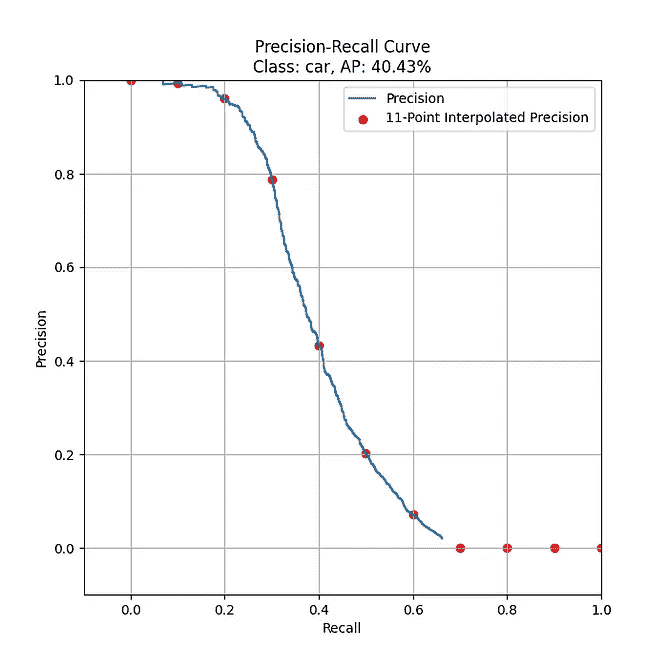 Precision-Recall Curve
Class: car, AP: 40.43%
Precision
11-Point Interpolated Precision
1.0
0.8
0.6
0.4
0.2
0.0
Precision
0.0 0.2 0.4 0.6 0.8 1.0
Recall